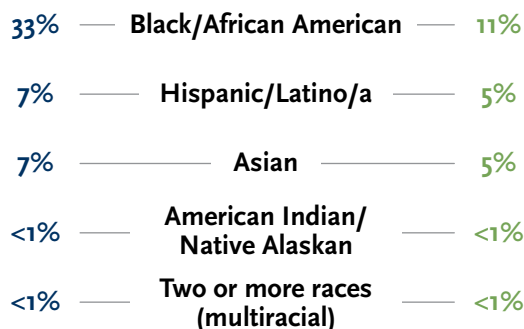 33% Black/African American 11%
7% Hispanic/Latino/a 5%
7% Asian 5%
American Indian/
<1% Native Alaskan <1%
Two or more races
<1% (multiracial) <1%